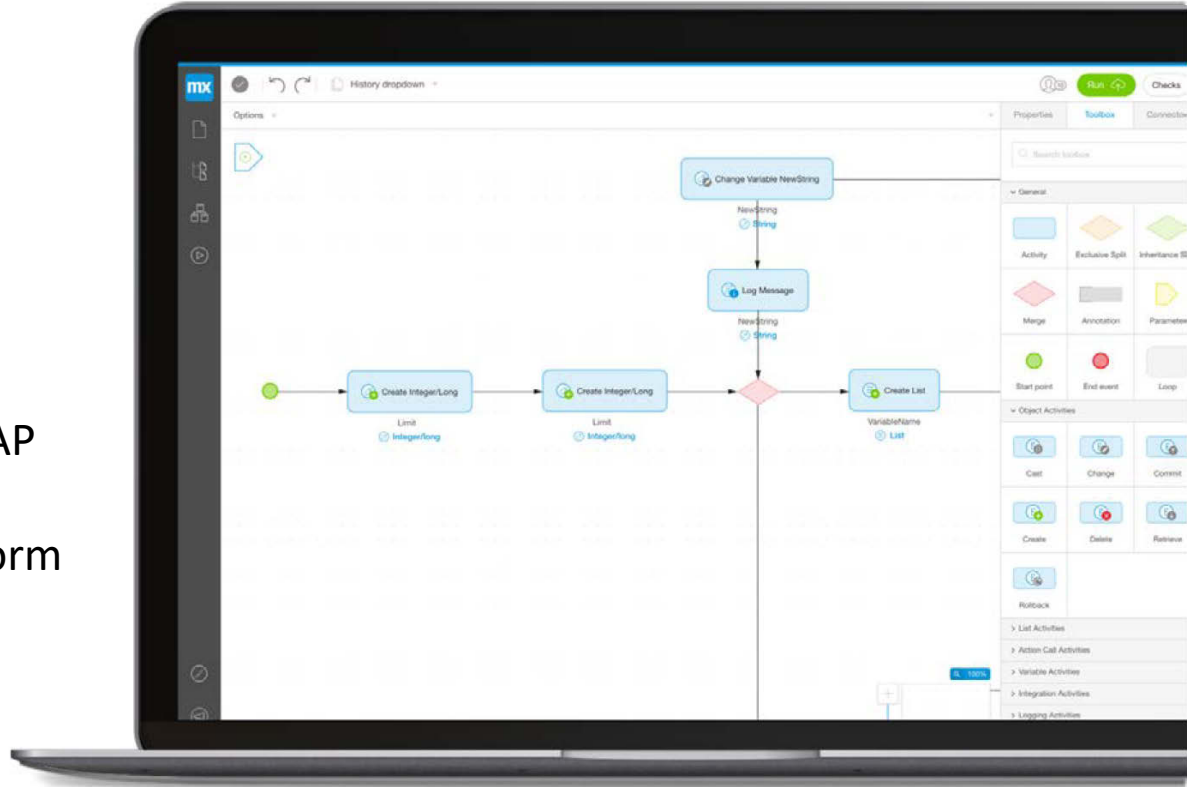 AP
orm
mx
History dropdown
Run
Checks
Options
Properties
Toolbox
Search toolbox
General
Change Variable NewString
NewString
String
Activity
Exclusive Split
Log Message
NewString
String
Merge
Annotation
Start point
End event
Loop
Create Integer/Long
Create Integer/Long
Create List
Limit
Integer/long
Limit
Integer/long
VariableName
List
Object Activities
Cast
Change
Commit
Create
Delete
Retrieve
Rollback
List Activities
Action Call Activities
Variable Activities
Integration Activities
Logging Activities
100%